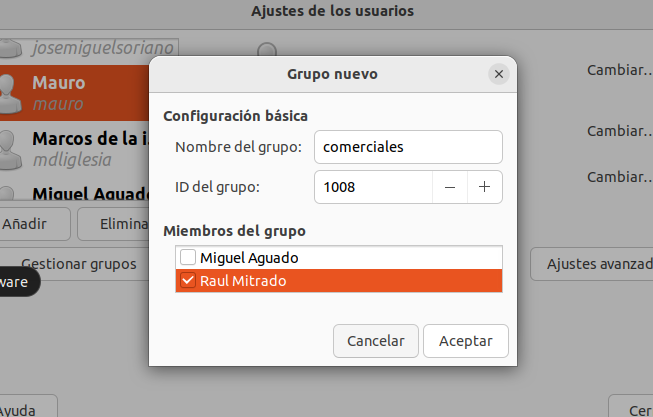 Ajustes de los usuarios
josemiguelsoriano
Mauro
mauro
Marcos de la i…
mdliglesia
Miguel Aguado
Cambiar…
Cambiar…
Cambiar…
Grupo nuevo
Configuración básica
Nombre del grupo: comerciales
ID del grupo: 1008 − +
Miembros del grupo
Miguel Aguado
Raul Mitrado
Cancelar Aceptar
Añadir Elimina
Gestionar grupos Ajustes avanzad
ware
Ayuda Cer